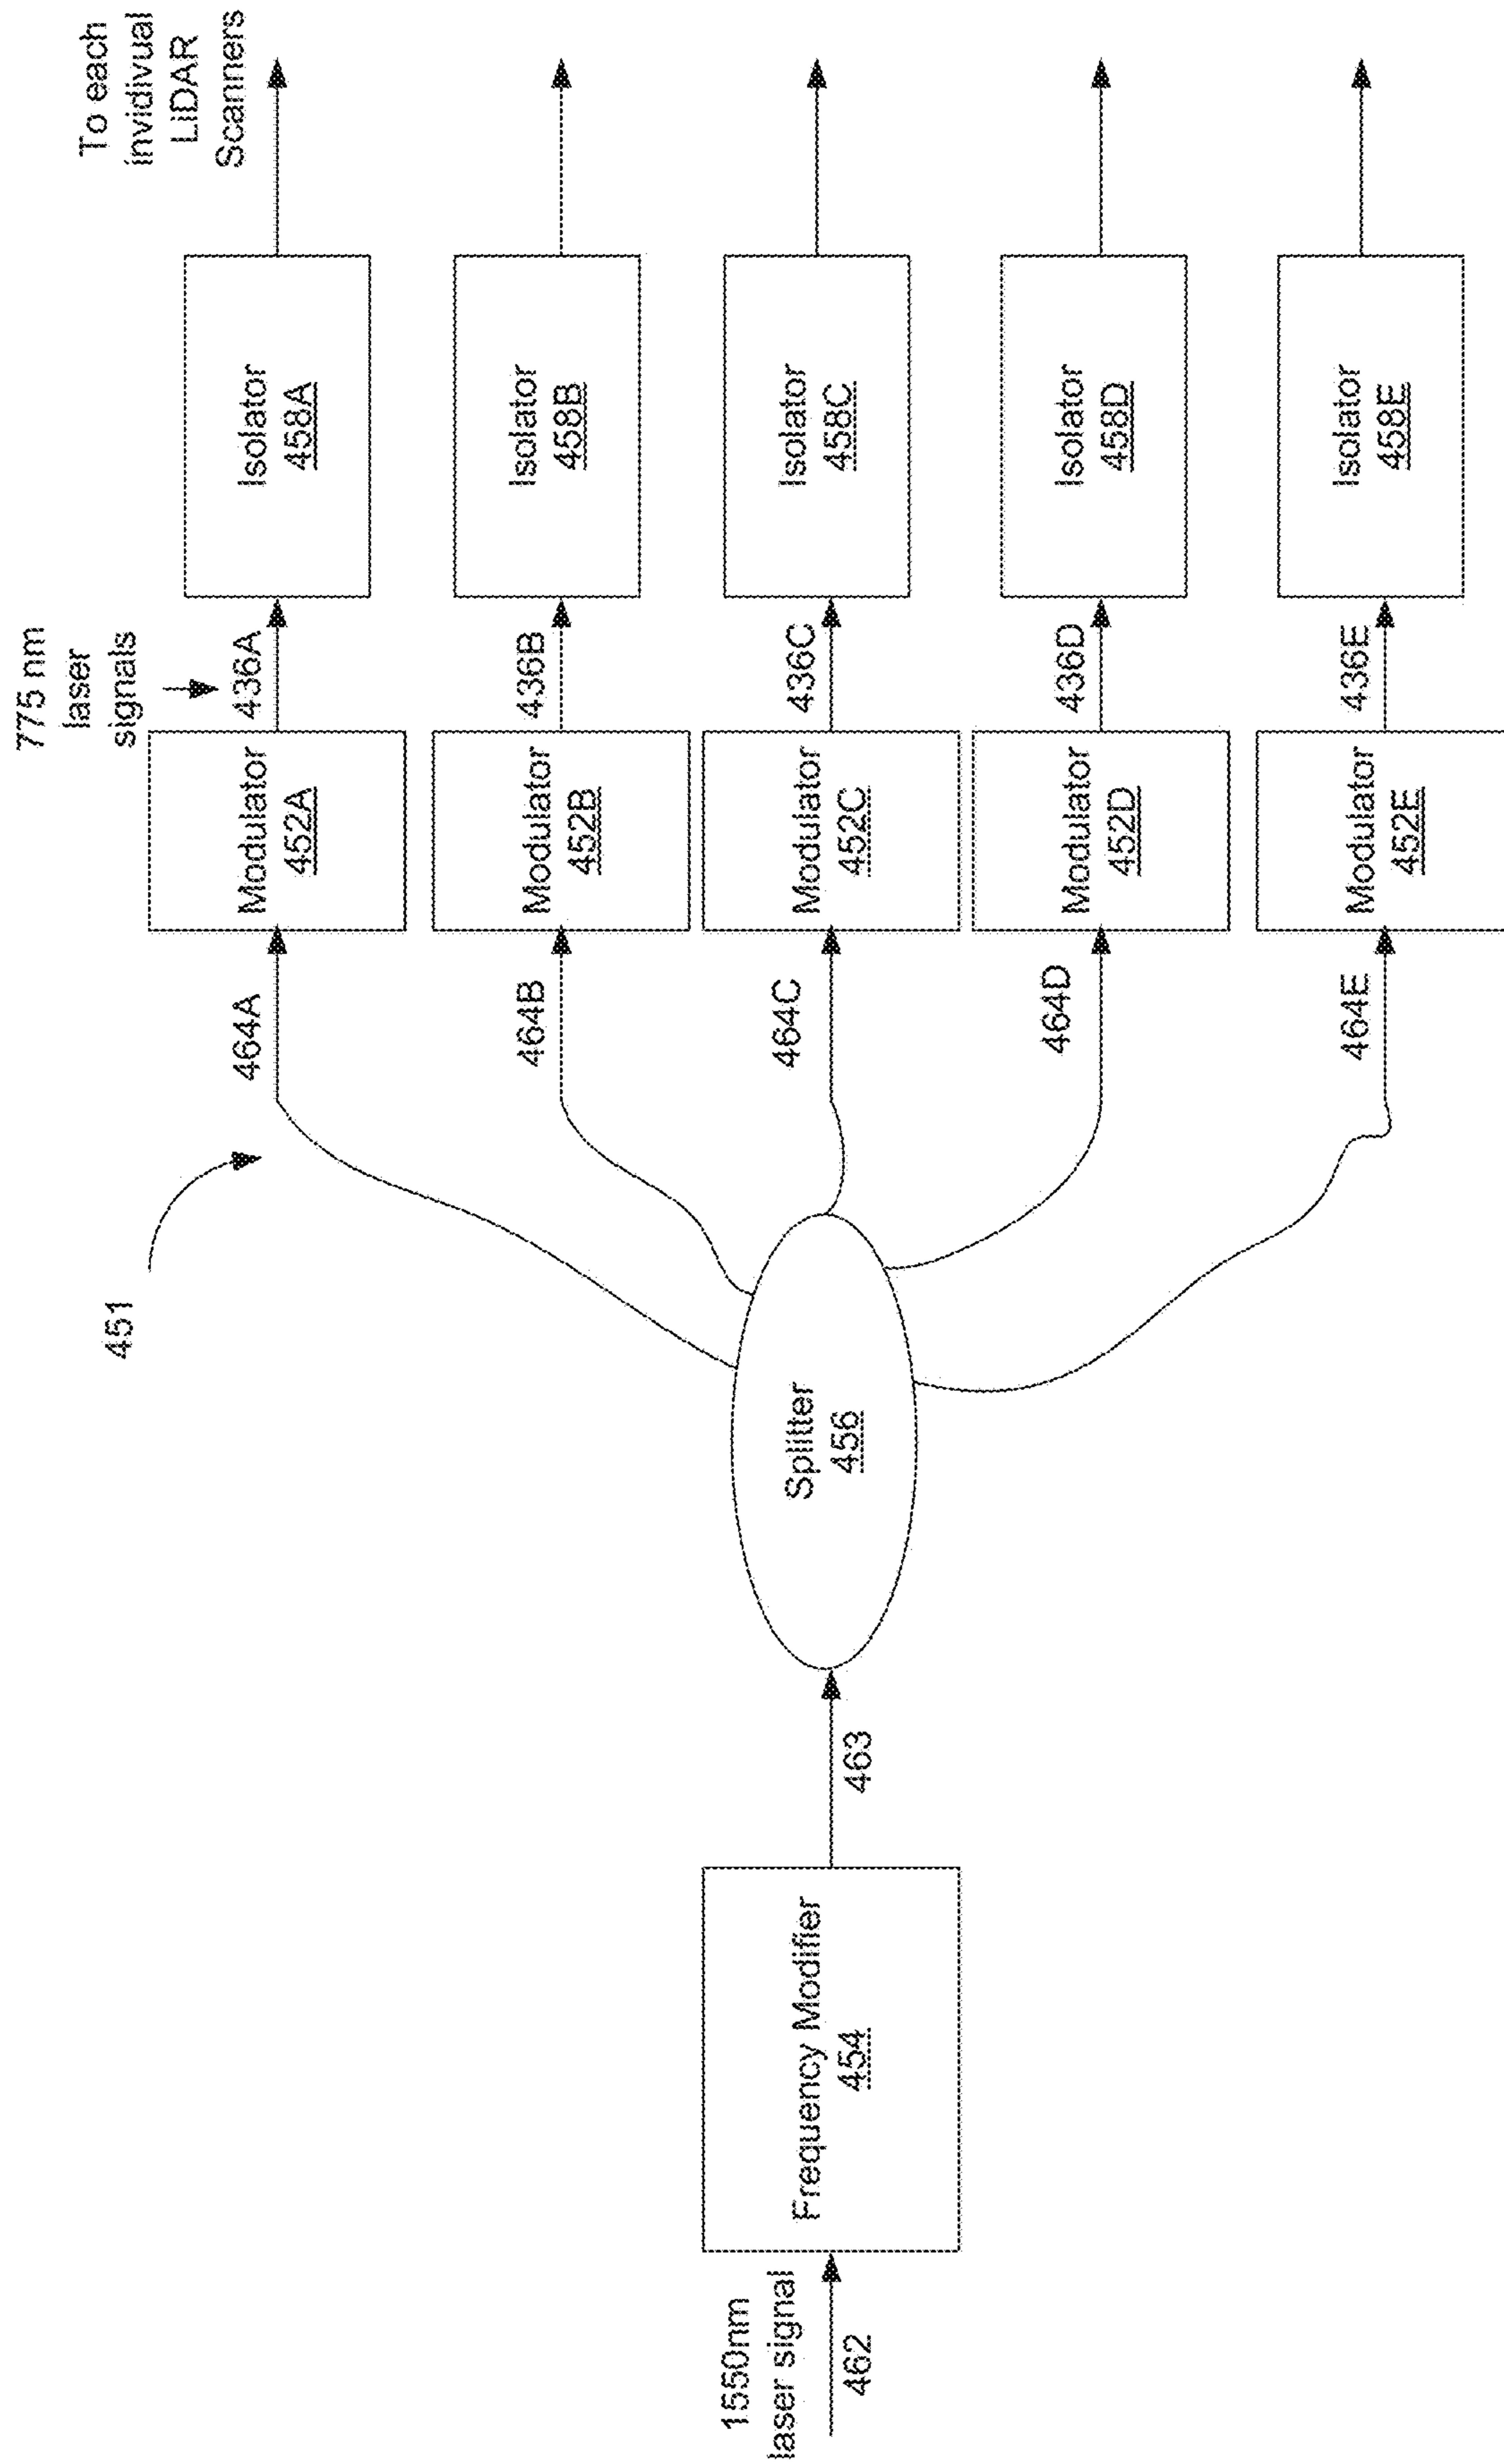 1550nm
laser signal
462
Frequency Modifier
454
463
Splitter
456
451
464A
464B
464C
464D
464E
Modulator
452A
Modulator
452B
Modulator
452C
Modulator
452D
Modulator
452E
775 nm
laser
signals
436A
436B
436C
436D
436E
Isolator
458A
Isolator
458B
Isolator
458C
Isolator
458D
Isolator
458E
To each
invidivual
LiDAR
Scanners